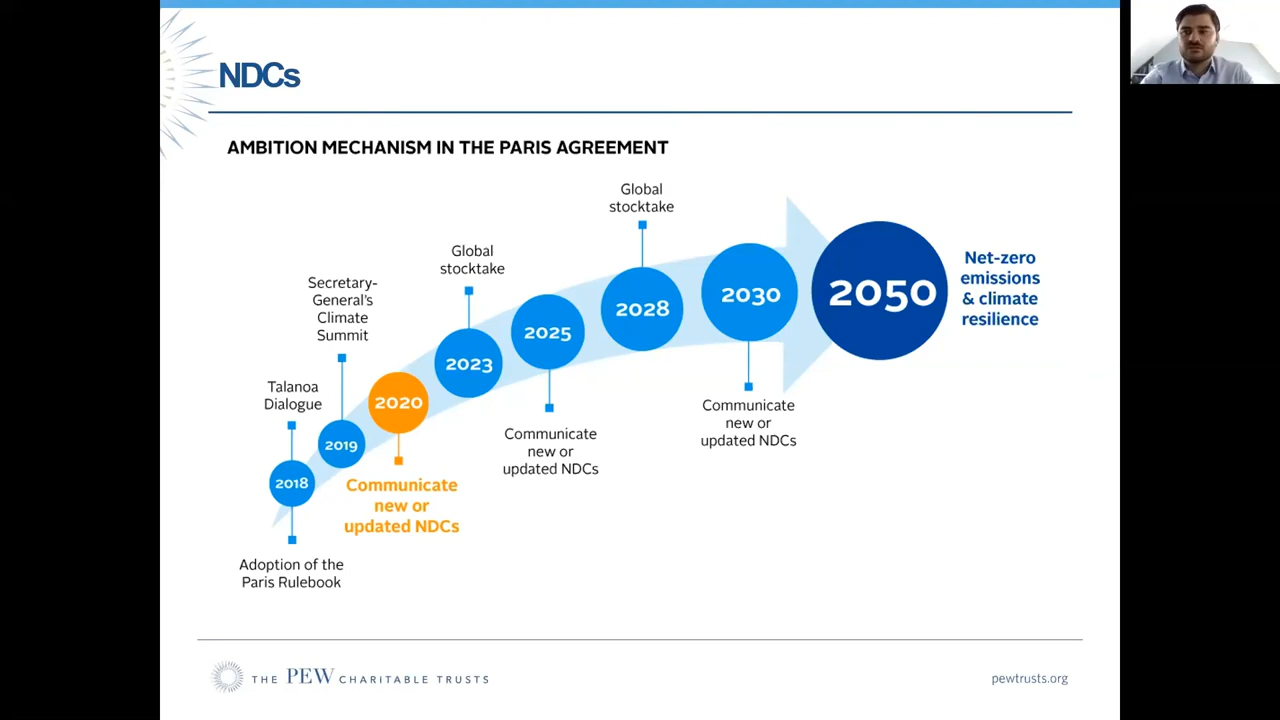 NDCs
AMBITION MECHANISM IN THE PARIS AGREEMENT
Talanoa
Dialogue
2018
Adoption of the
Paris Rulebook
Secretary-
General's
Climate
Summit
2019
2020
Communicate
new or
updated NDCs
Global
stocktake
2023
2025
Communicate
new or
updated NDCs
Global
stocktake
2028
2030
Communicate
new or
updated NDCs
2050
Net-zero
emissions
& climate
resilience
THE PEW CHARITABLE TRUSTS
pewtrusts.org